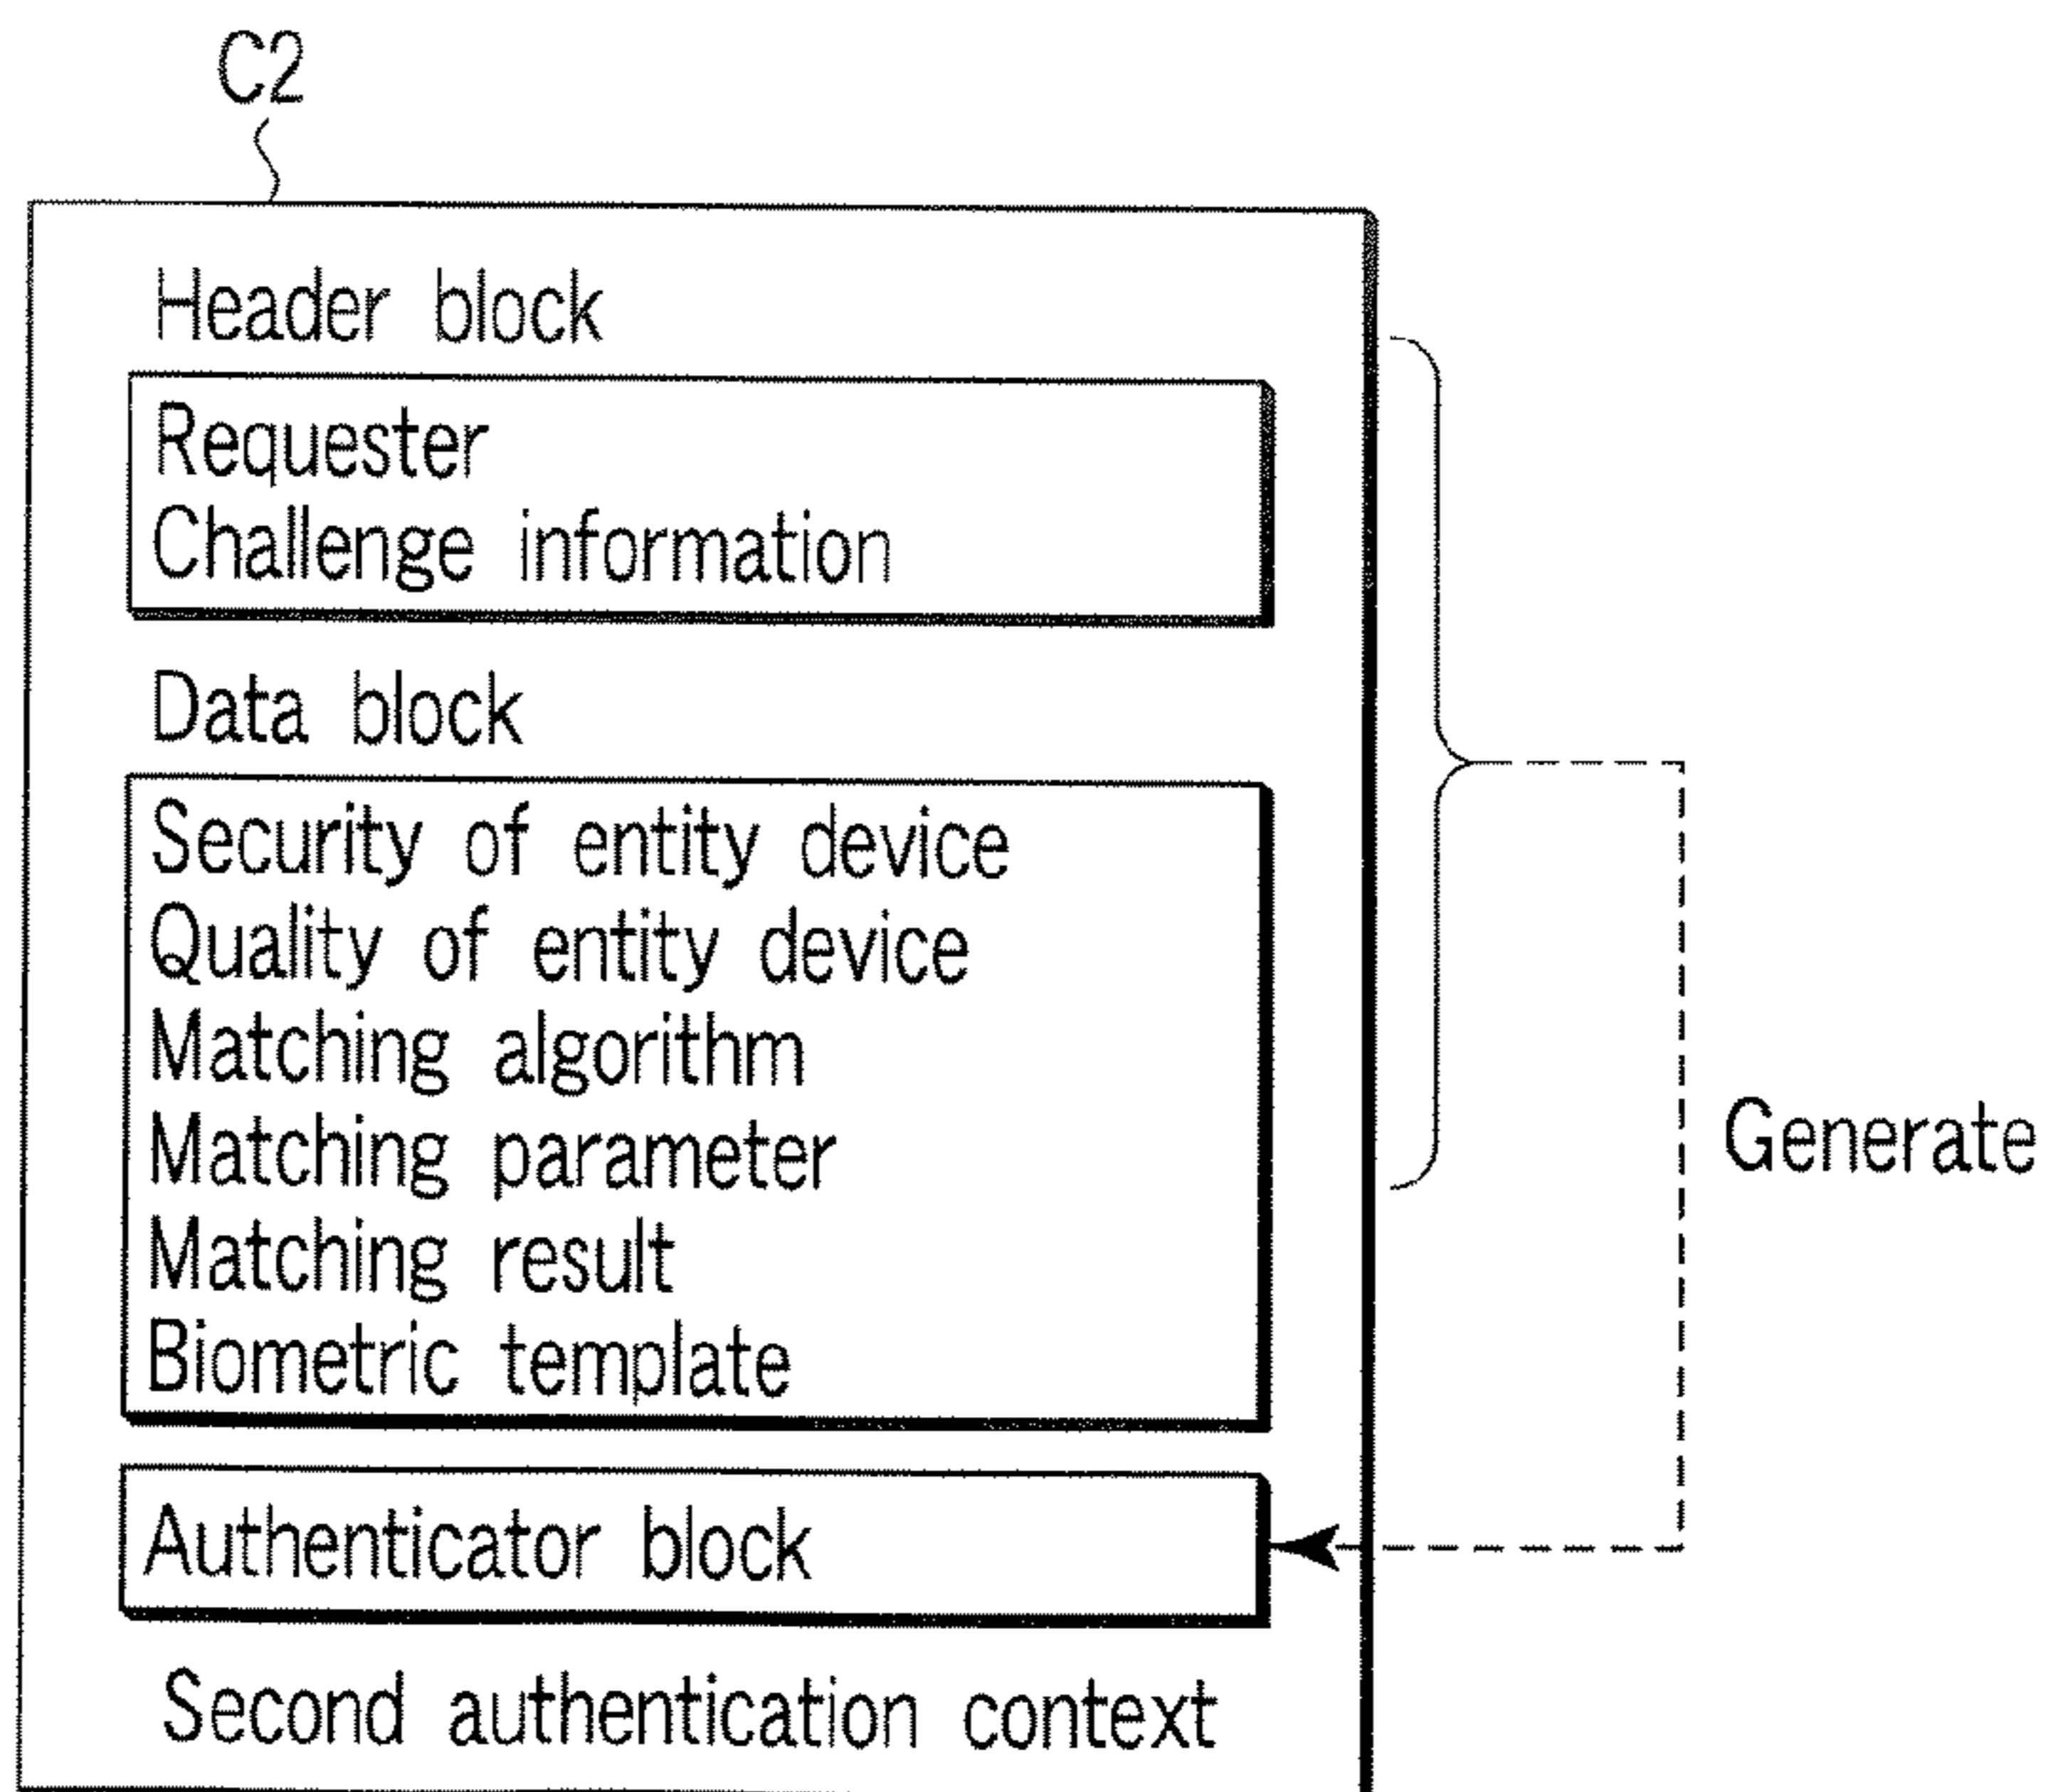 C2
Header block
Requester
Challenge information
Data block
Security of entity device
Quality of entity device
Matching algorithm
Matching parameter
Generate
Matching result
Biometric template
Authenticator block
Second authentication context